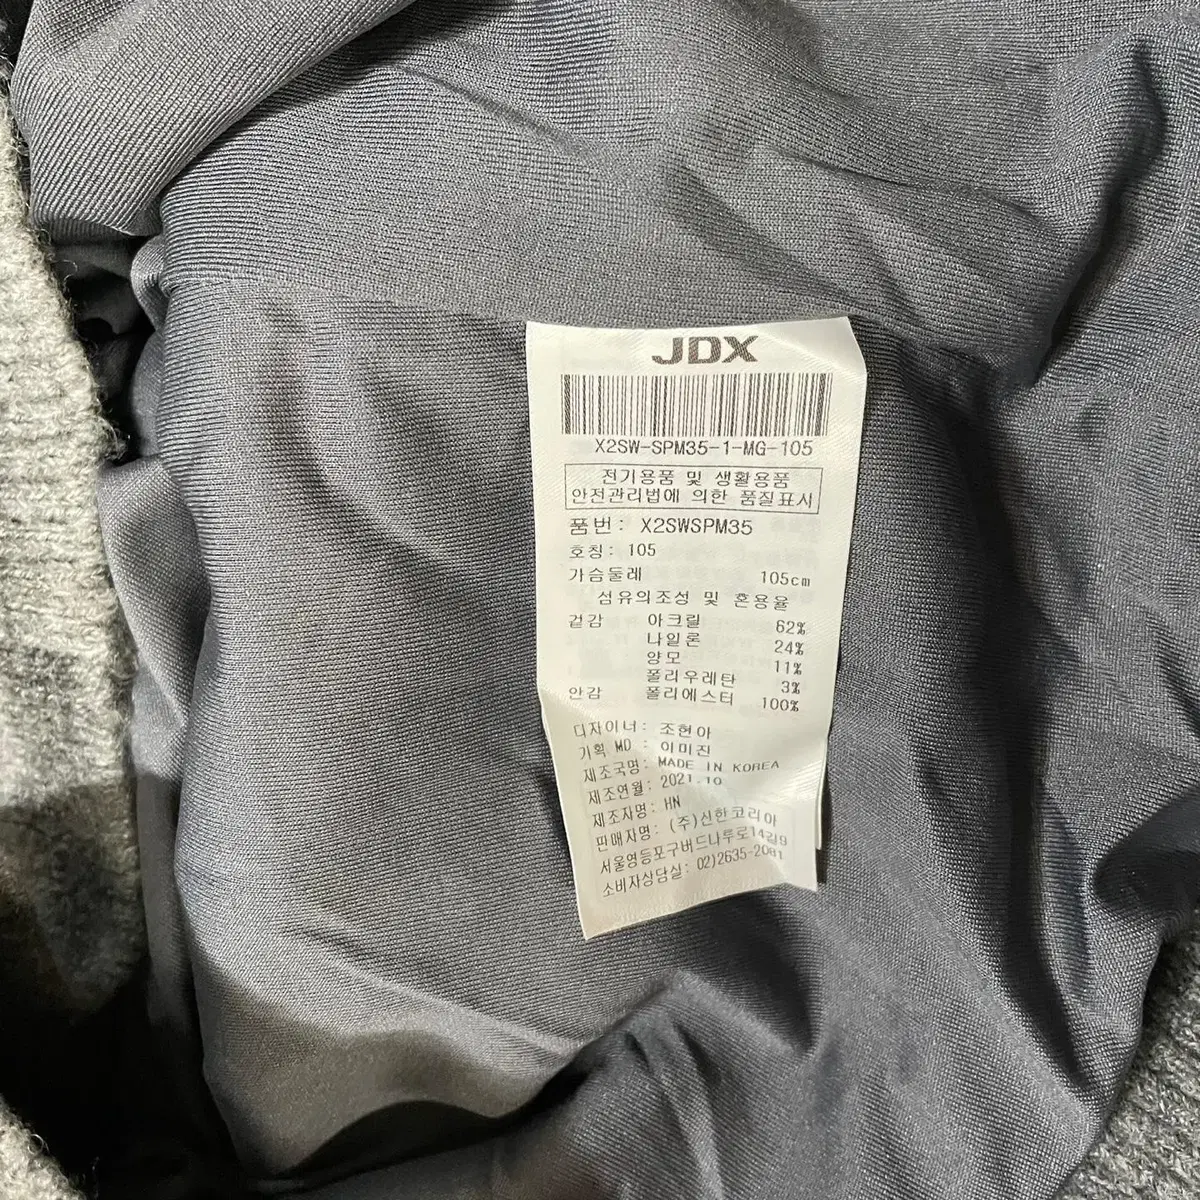 JDX
X2SW-SPM35-1-MG-105
전기용품 및 생활용품
안전관리법에 의한 품질표시
품번: X2SWSPM35
호칭: 105
가슴둘레 105cm
섬유의조성 및 혼용율
겉감 아크릴 62%
나일론 24%
양모 11%
폴리우레탄 3%
안감 폴리에스터 100%
디자이너: 조현아
기획 MD : 이미진
제조국명: MADE IN KOREA
제조연월: 2021.10
제조자명: HN
판매자명: (주)신한코리아
서울영등포구버드나루로14길9
소비자상담실: 02)2635-2081